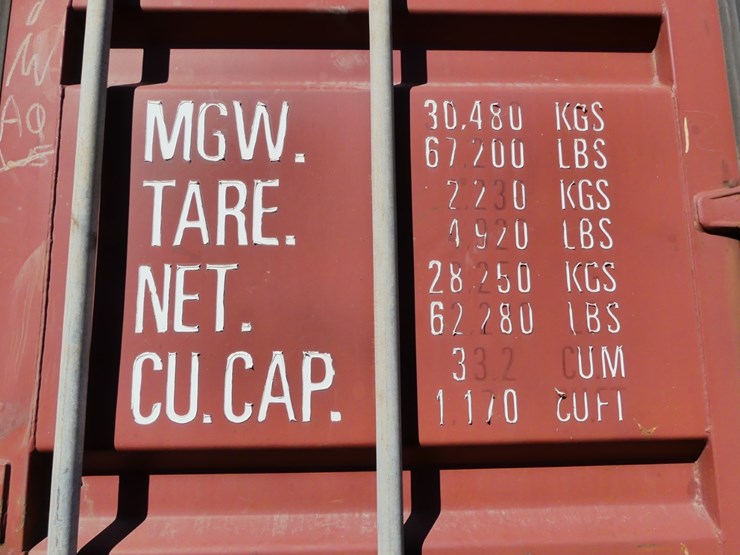 MGW. 30.480 KGS
67 200 LBS
TARE. 2 230 KGS
4 920 LBS
NET. 28 250 KGS
62 280 LBS
CU.CAP. 33.2 CUM
1 170 CUFT